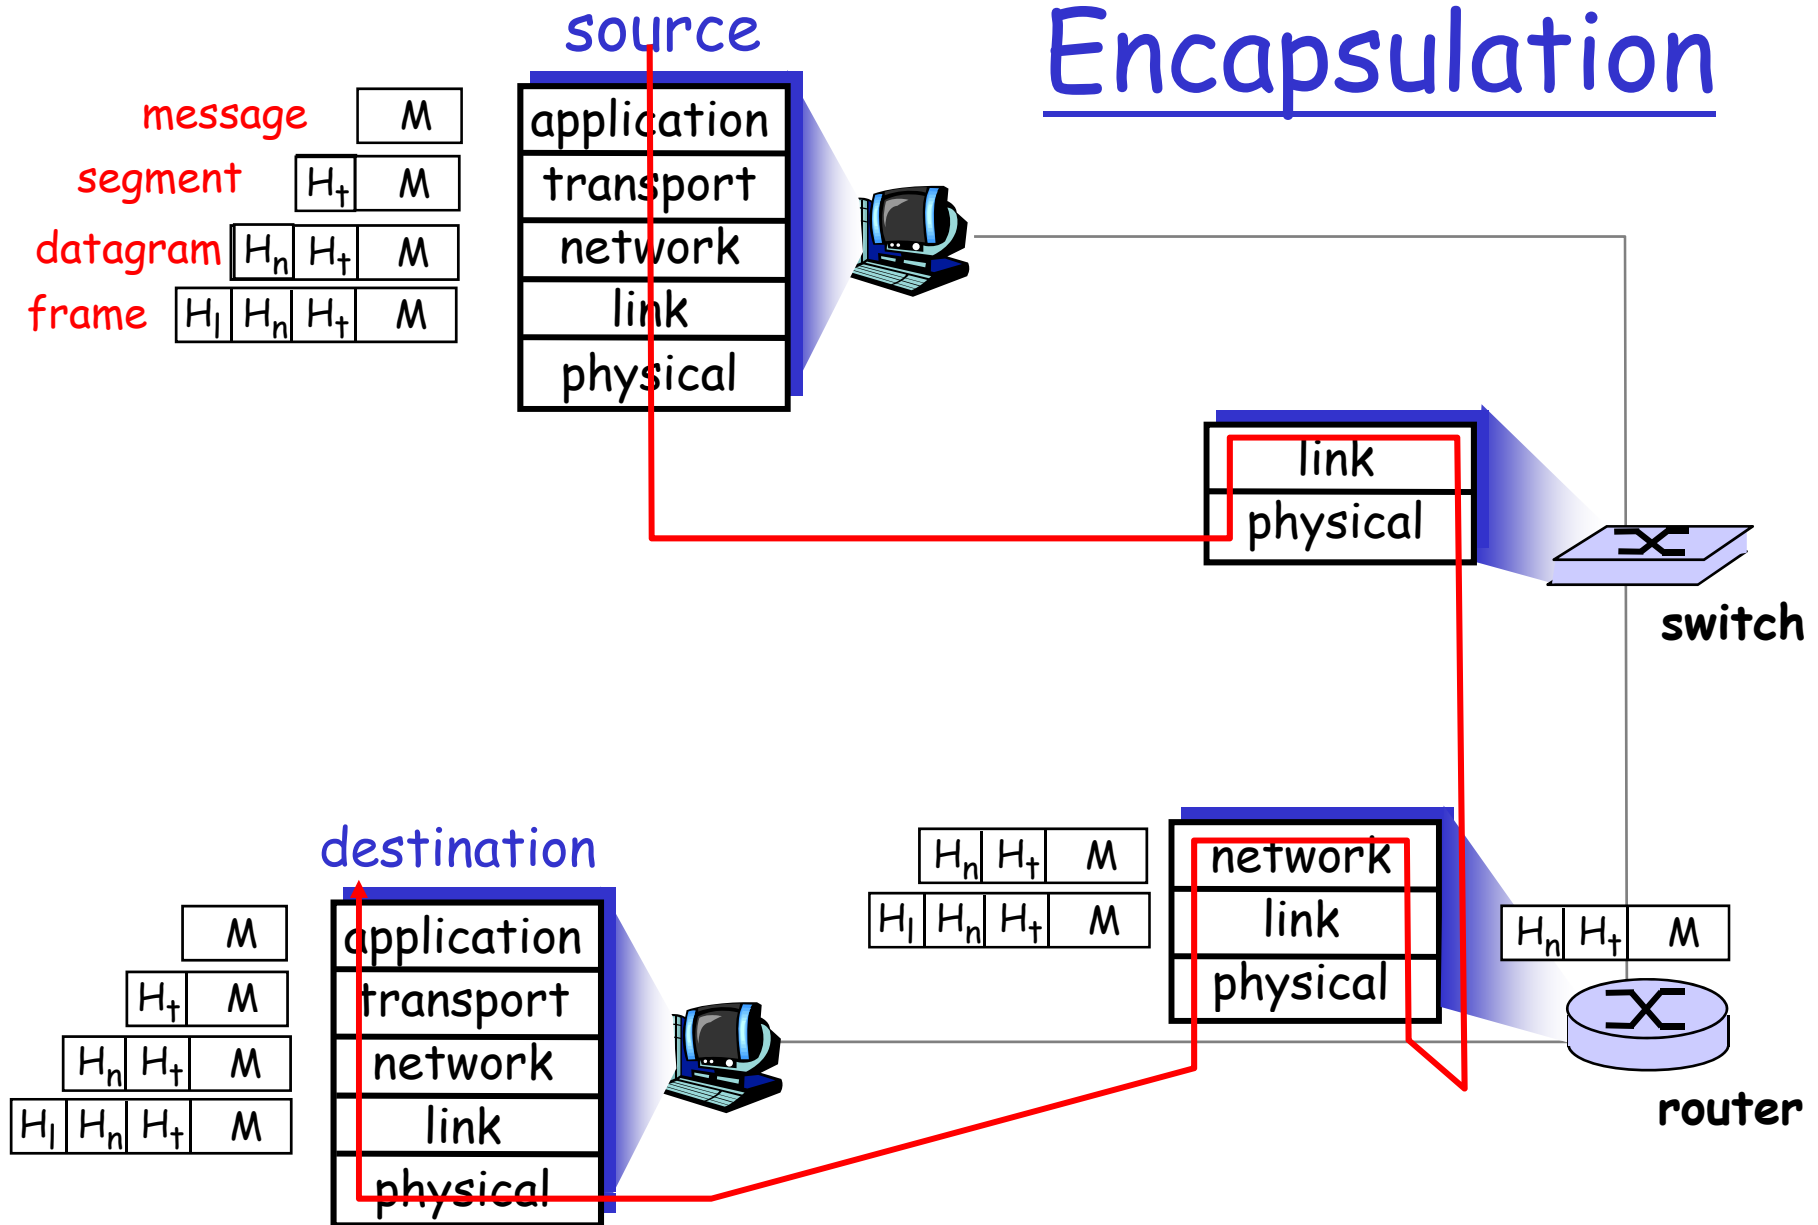 source
Encapsulation
message M
segment Ht M
datagram Hn Ht M
frame Hl Hn Ht M
application
transport
network
link
physical
link
physical
switch
destination
M
Ht M
Hn Ht M
Hl Hn Ht M
application
transport
network
link
physical
Hn Ht M
Hl Hn Ht M
network
link
physical
Hn Ht M
router